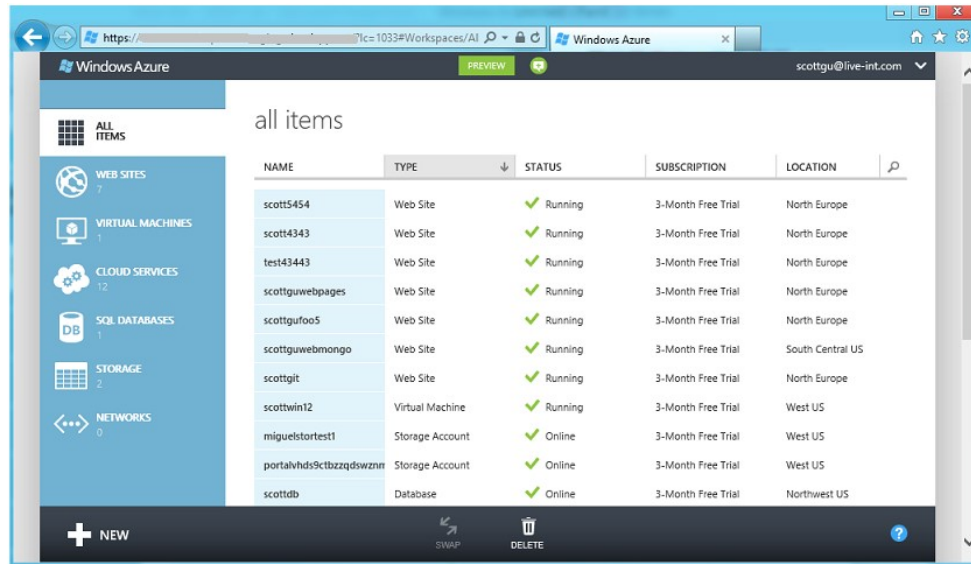 https://
?lc=1033#Workspaces/Al
Windows Azure
Windows Azure
PREVIEW
scottgu@live-int.com
ALL ITEMS
WEB SITES
7
VIRTUAL MACHINES
1
CLOUD SERVICES
12
SQL DATABASES
1
DB
STORAGE
2
NETWORKS
0
all items
NAME TYPE STATUS SUBSCRIPTION LOCATION
scott5454 Web Site Running 3-Month Free Trial North Europe
scott4343 Web Site Running 3-Month Free Trial North Europe
test43443 Web Site Running 3-Month Free Trial North Europe
scottguwebpages Web Site Running 3-Month Free Trial North Europe
scottgufoo5 Web Site Running 3-Month Free Trial North Europe
scottguwebmongo Web Site Running 3-Month Free Trial South Central US
scottgit Web Site Running 3-Month Free Trial North Europe
scottwin12 Virtual Machine Running 3-Month Free Trial West US
miguelstortest1 Storage Account Online 3-Month Free Trial West US
portalvhds9ctbzzqdswznm Storage Account Online 3-Month Free Trial West US
scottdb Database Online 3-Month Free Trial Northwest US
NEW
SWAP
DELETE
?